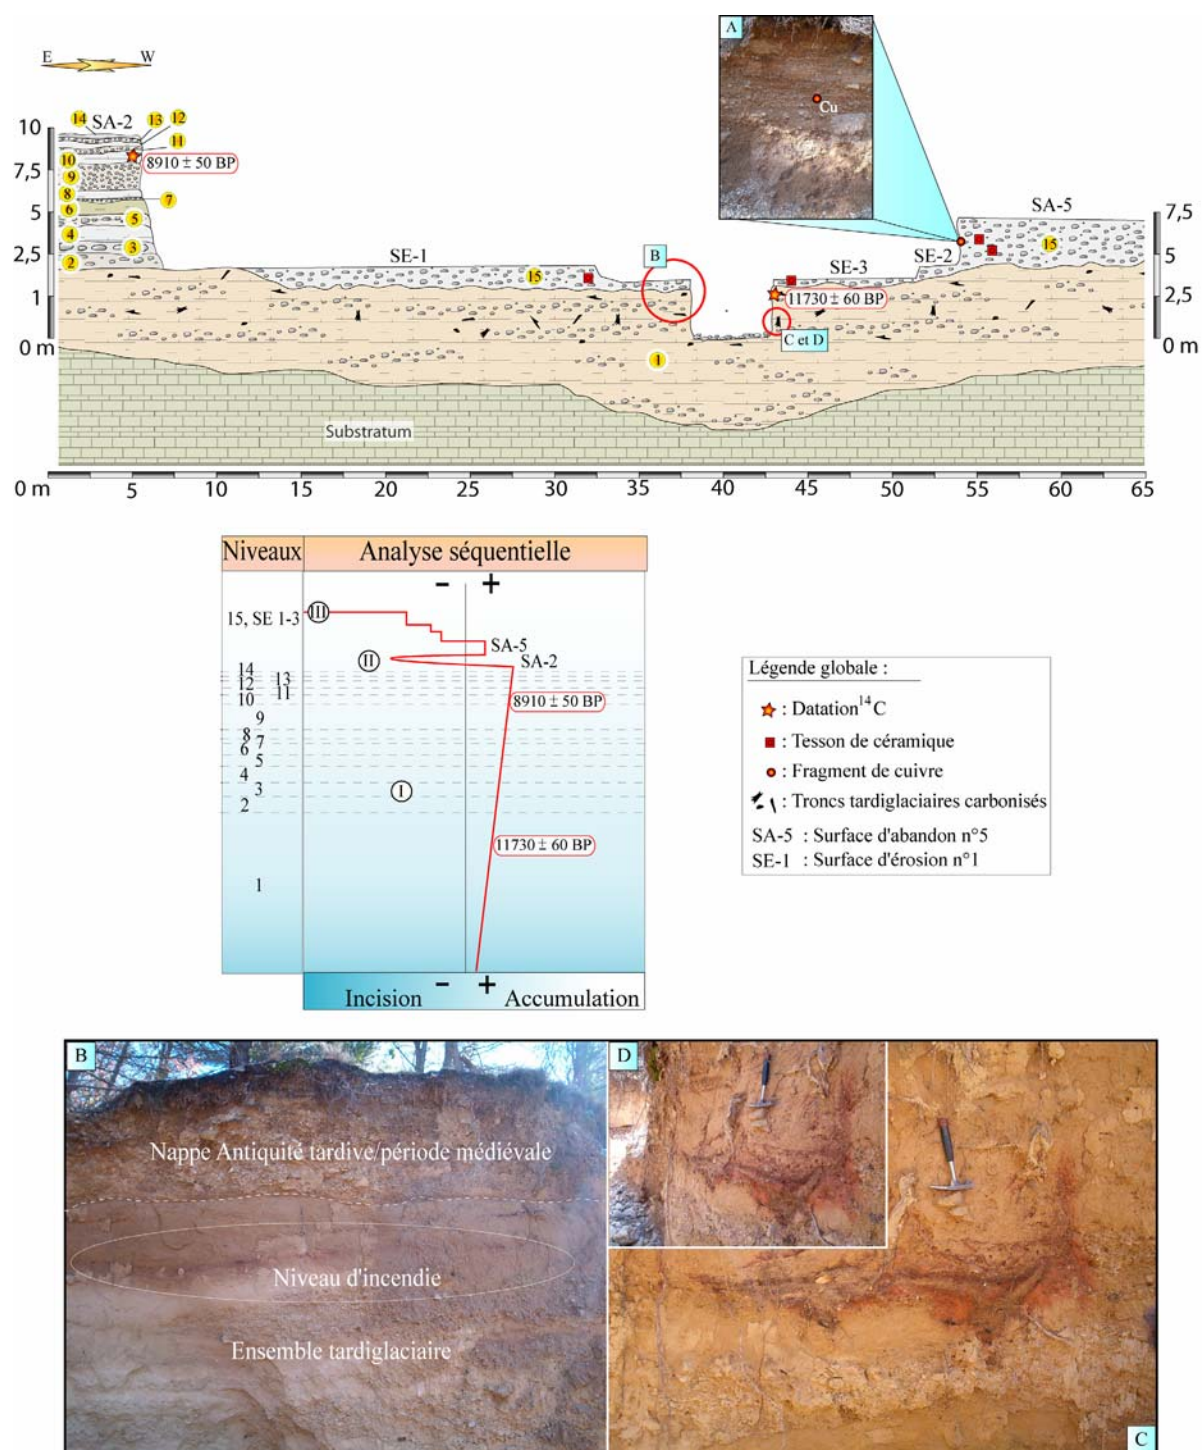 A
E W
Cu
14 SA-2 13 12
11
10
8910 ± 50 BP
9
8
7
6
5
4
3
2
10
7,5
5
2,5
1
0 m
SE-1
15
B
SE-3
SE-2
SA-5
15
11730 ± 60 BP
C et D
1
7,5
5
2,5
0 m
Substratum
0 m 5 10 15 20 25 30 35 40 45 50 55 60 65
Niveaux Analyse séquentielle
- +
15, SE 1-3 III
SA-5
II SA-2
14
13
12
11
10 8910 ± 50 BP
9
8
7
6
5
4
3 I
2
11730 ± 60 BP
1
- +
Incision Accumulation
Légende globale :
: Datation 14C
: Tesson de céramique
: Fragment de cuivre
: Troncs tardiglaciaires carbonisés
SA-5 : Surface d'abandon n°5
SE-1 : Surface d'érosion n°1
B
Nappe Antiquité tardive/période médiévale
Niveau d'incendie
Ensemble tardiglaciaire
D
C